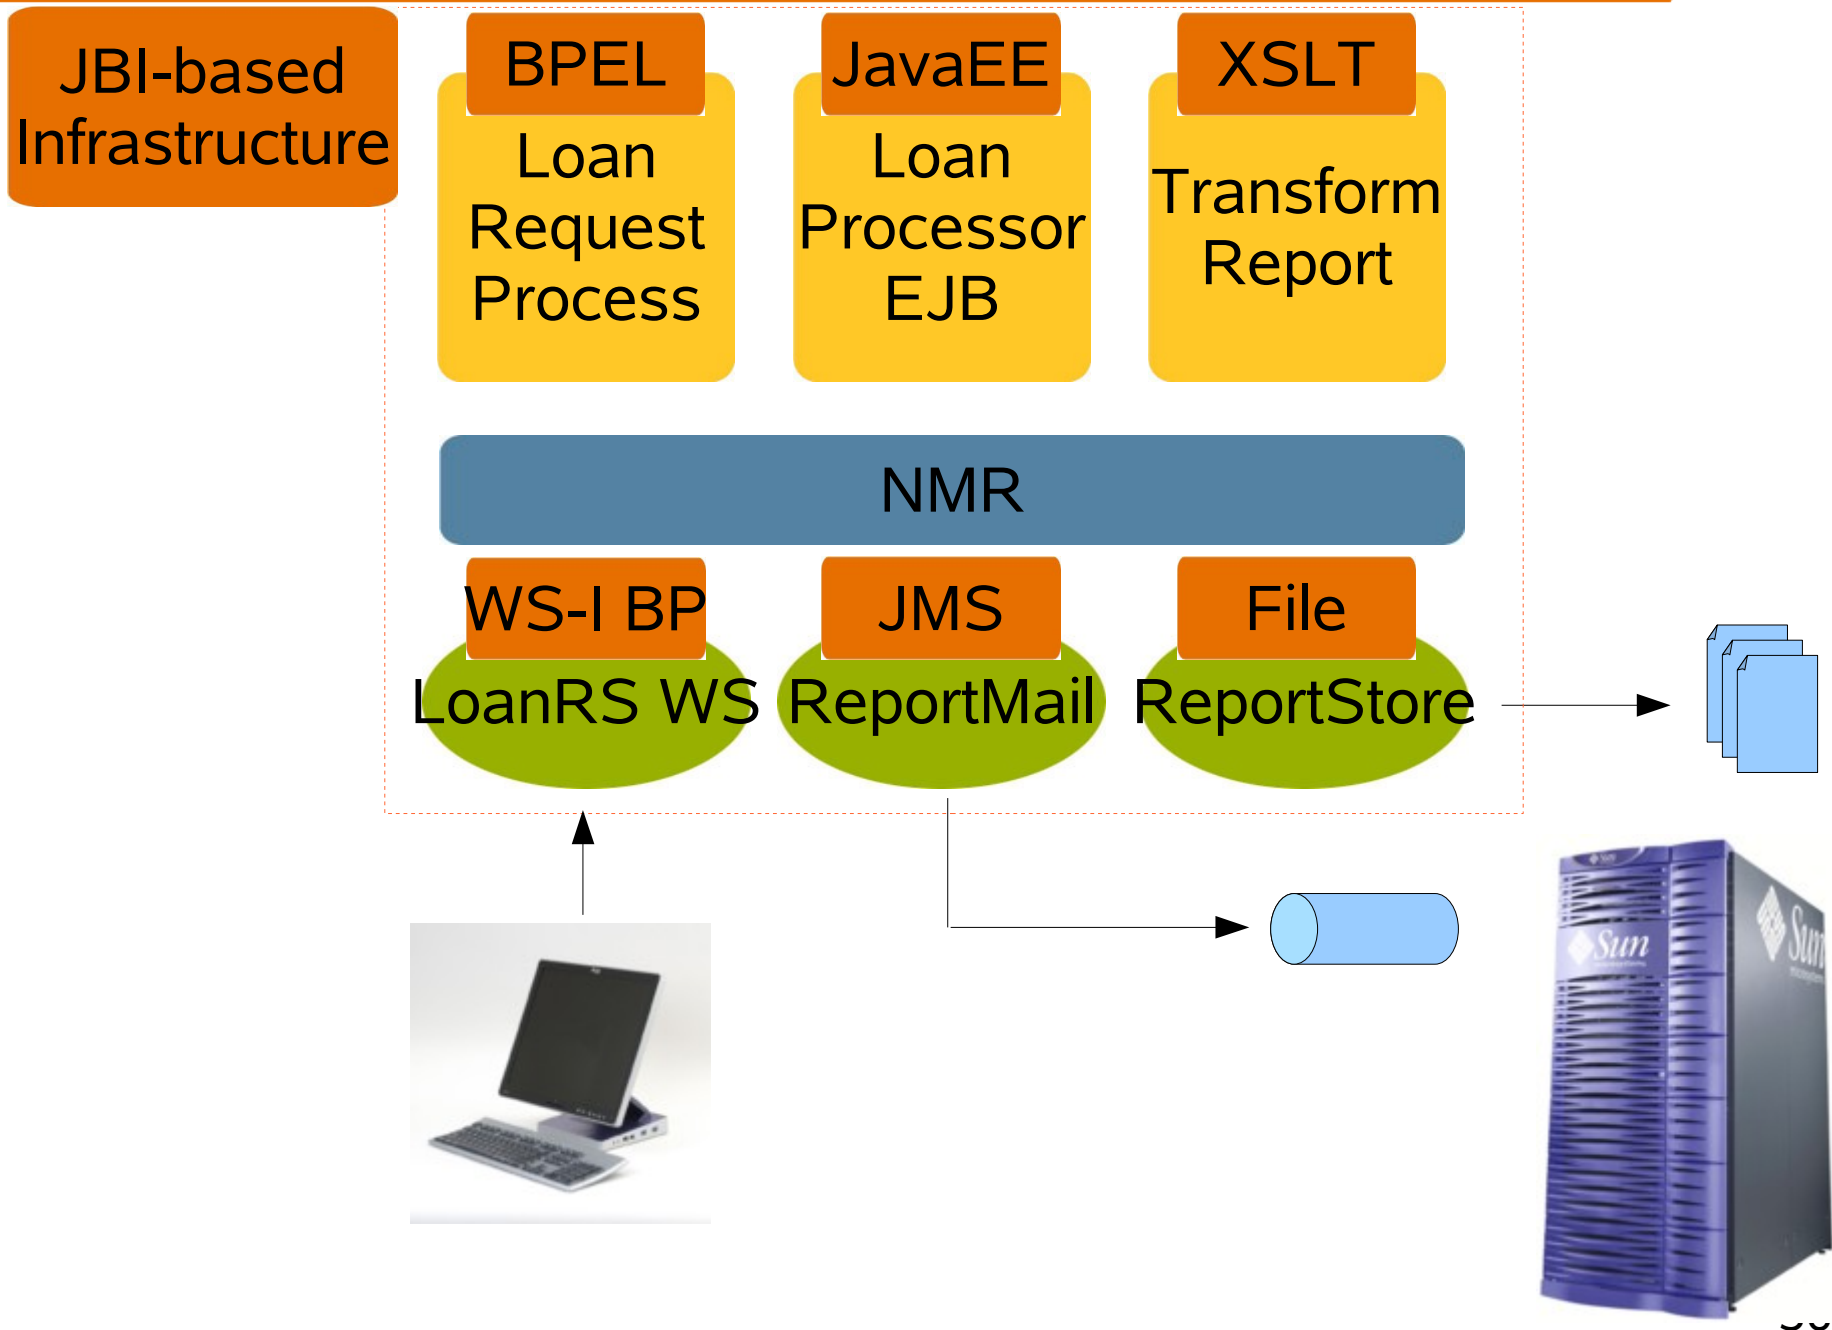 JBI-based
Infrastructure
BPEL
Loan
Request
Process
JavaEE
Loan
Processor
EJB
XSLT
Transform
Report
NMR
WS-I BP
LoanRS WS
JMS
ReportMail
File
ReportStore
Sun
microsystems
Sun